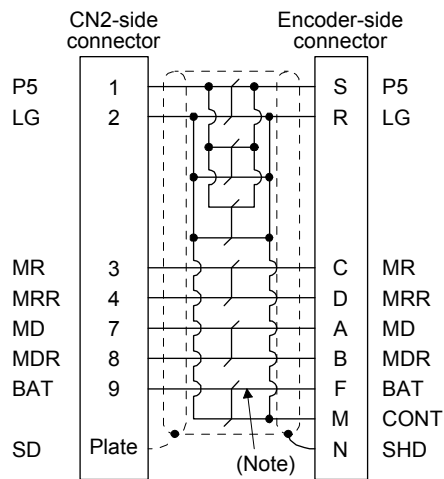 CN2-side connector
Encoder-side connector
P5 1 S P5
LG 2 R LG
MR 3 C MR
MRR 4 D MRR
MD 7 A MD
MDR 8 B MDR
BAT 9 F BAT
M CONT
SD Plate (Note) N SHD